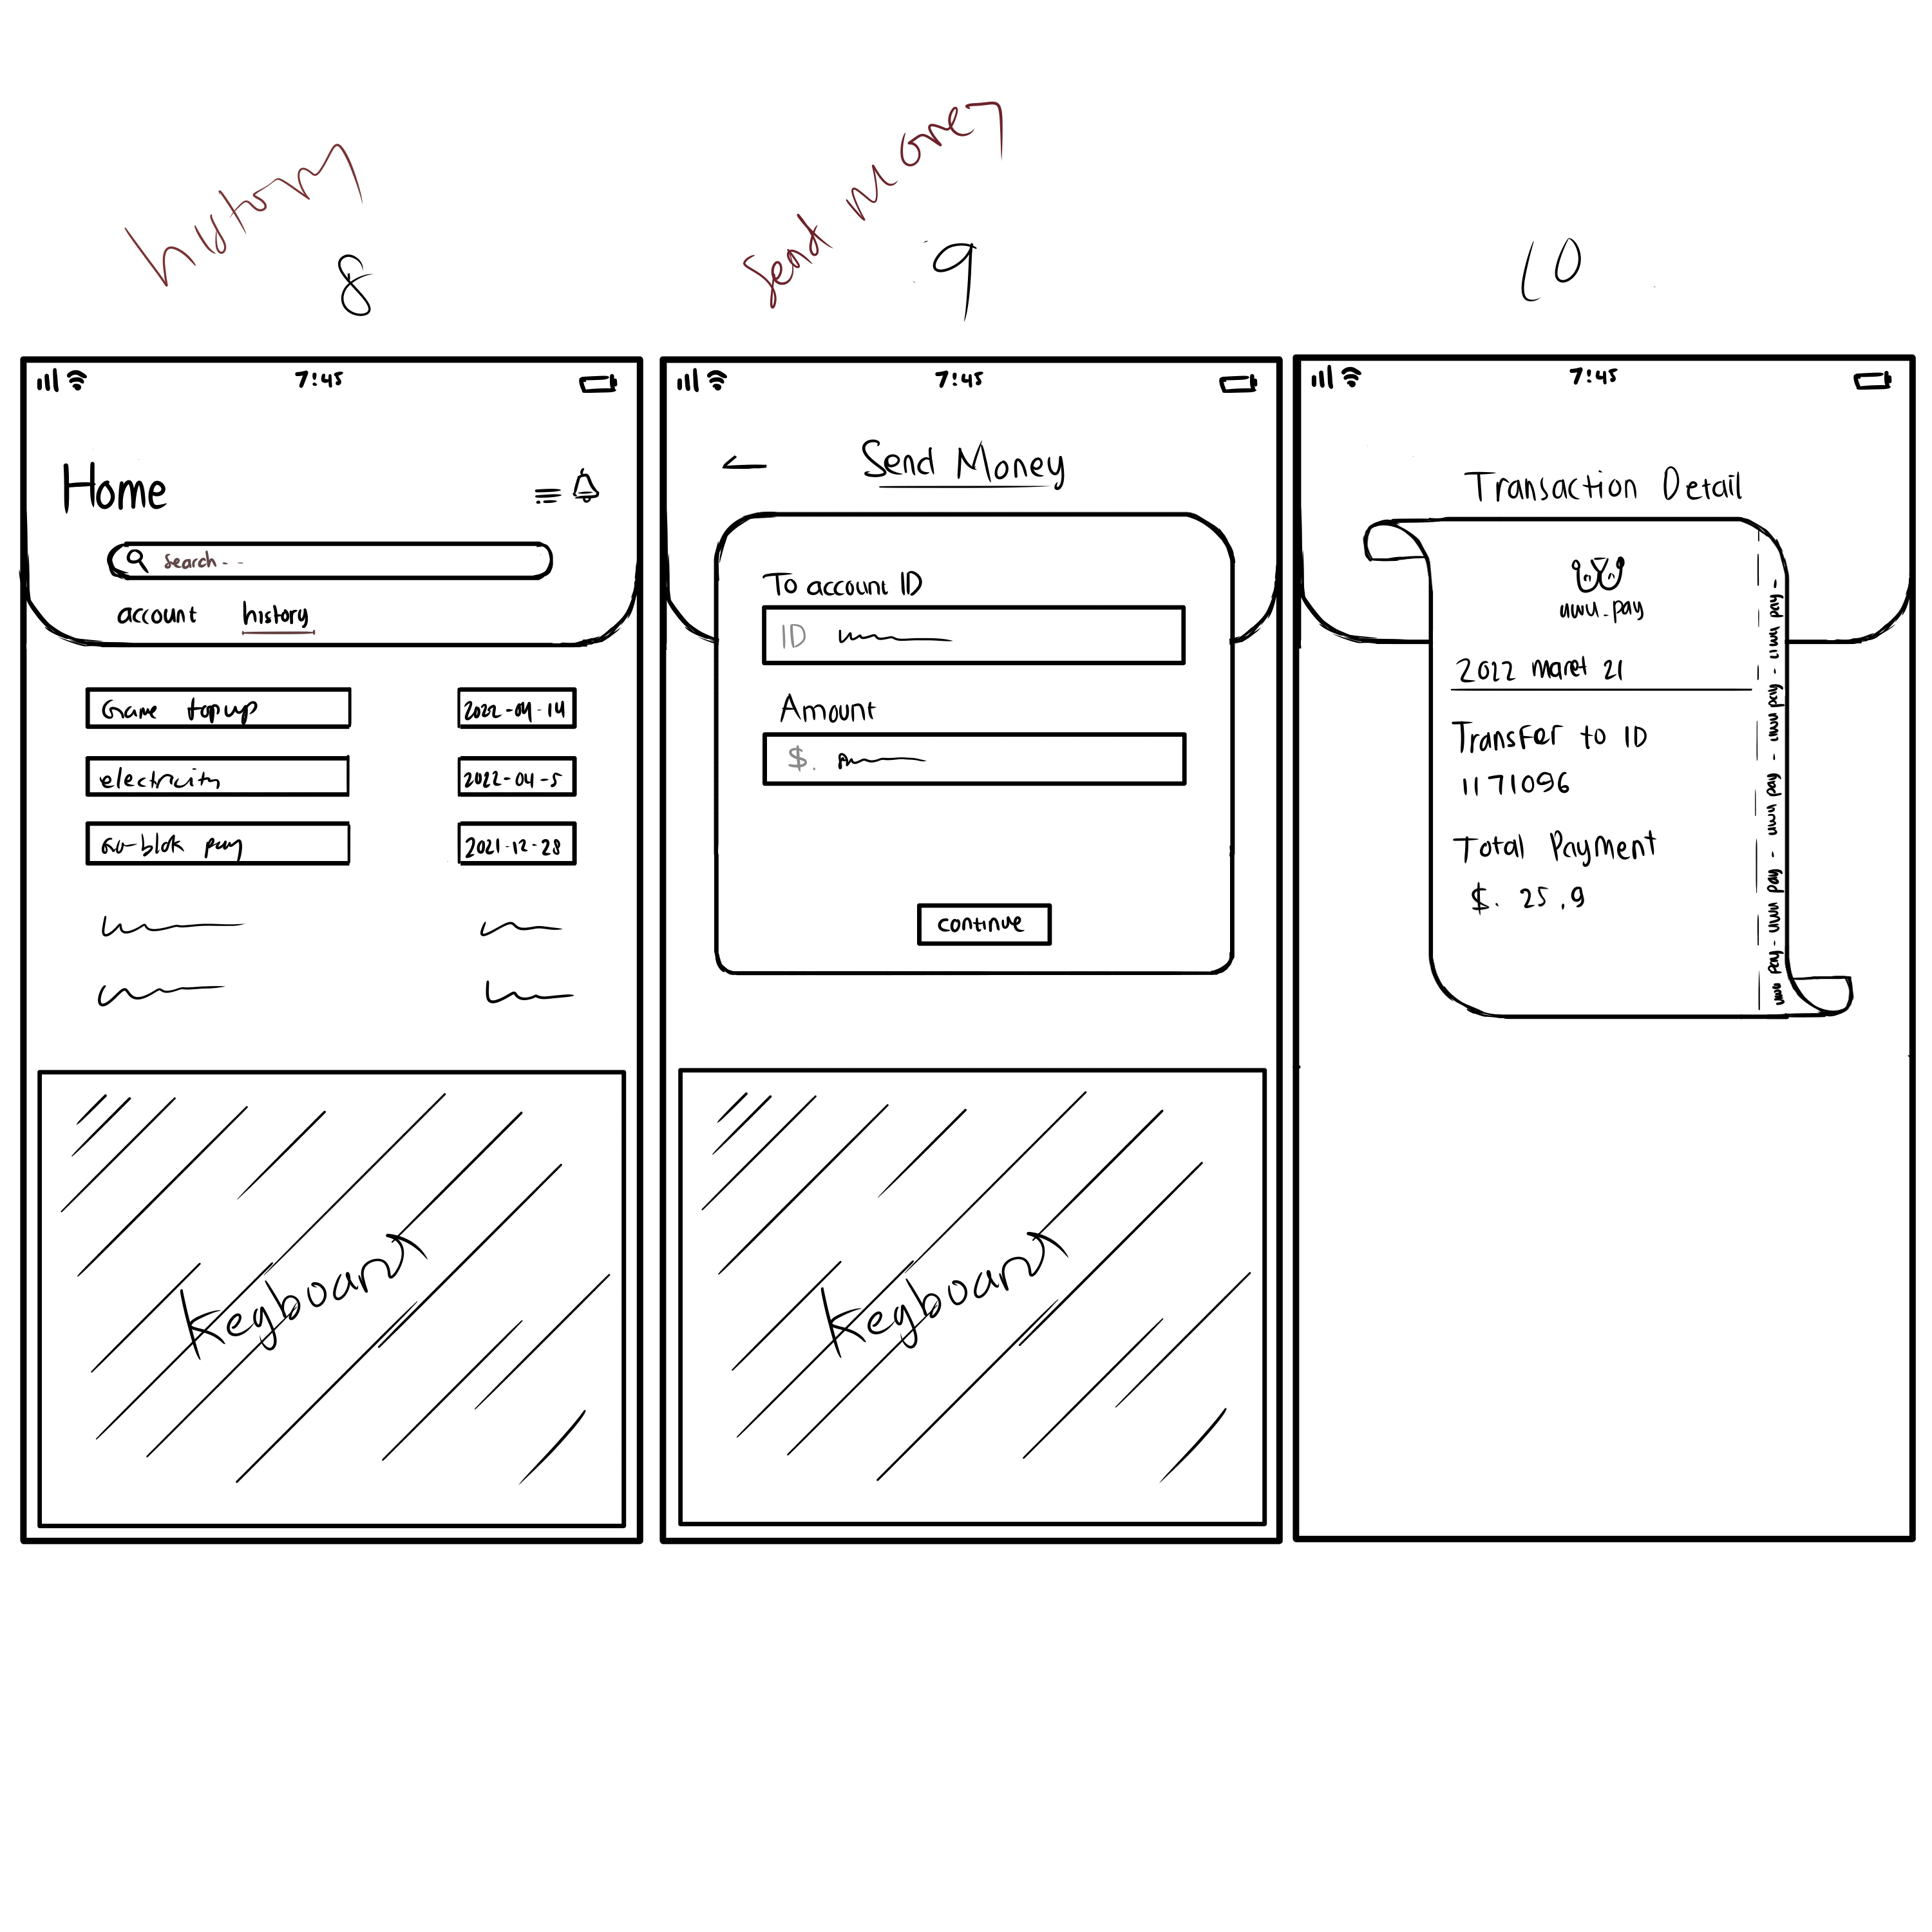 history
8
7:45
Home
Search - -
account history
Game top up 2022-04-14
electricity 2022-04-5
Go-blok pay 2021-12-28
keyboard
Send Money
9
7:45
Send Money
To account ID
ID
Amount
$.
continue
keyboard
10
7:45
Transaction Detail
uwu.pay
2022 maret 21
Transfer to ID
1171096
Total Payment
$. 25.9
uwu pay - uwu pay - uwu pay - uwu pay - uwu pay -